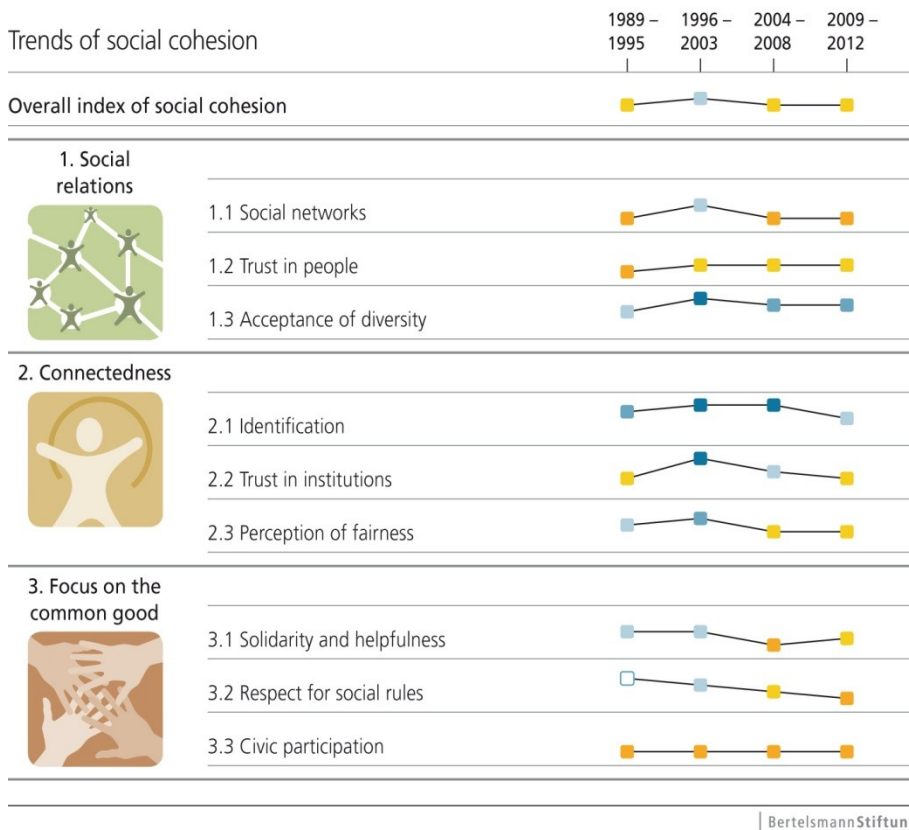 Trends of social cohesion
1989 – 1995
1996 – 2003
2004 – 2008
2009 – 2012
Overall index of social cohesion
1. Social
relations
1.1 Social networks
1.2 Trust in people
1.3 Acceptance of diversity
2. Connectedness
2.1 Identification
2.2 Trust in institutions
2.3 Perception of fairness
3. Focus on the
common good
3.1 Solidarity and helpfulness
3.2 Respect for social rules
3.3 Civic participation
BertelsmannStiftun